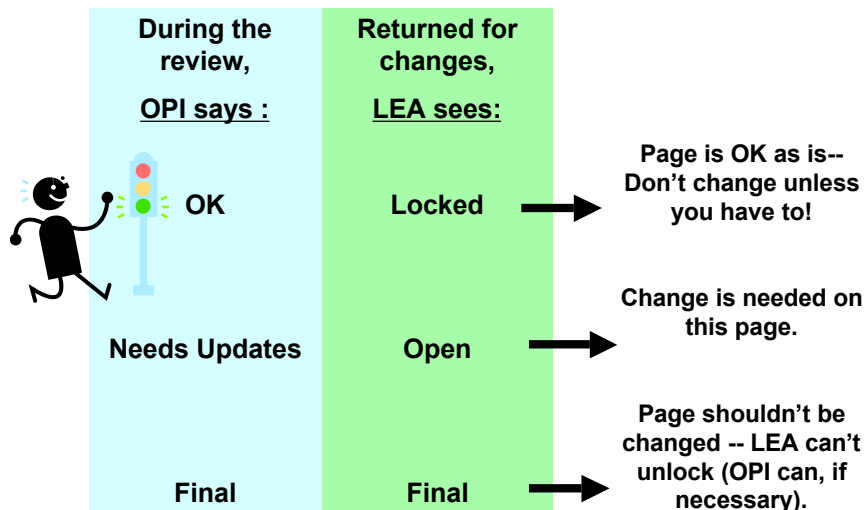 During the
review,
OPI says :
Returned for
changes,
LEA sees:
OK
Locked
Page is OK as is--
Don’t change unless
you have to!
Needs Updates
Open
Change is needed on
this page.
Final
Final
Page shouldn’t be
changed -- LEA can’t
unlock (OPI can, if
necessary).